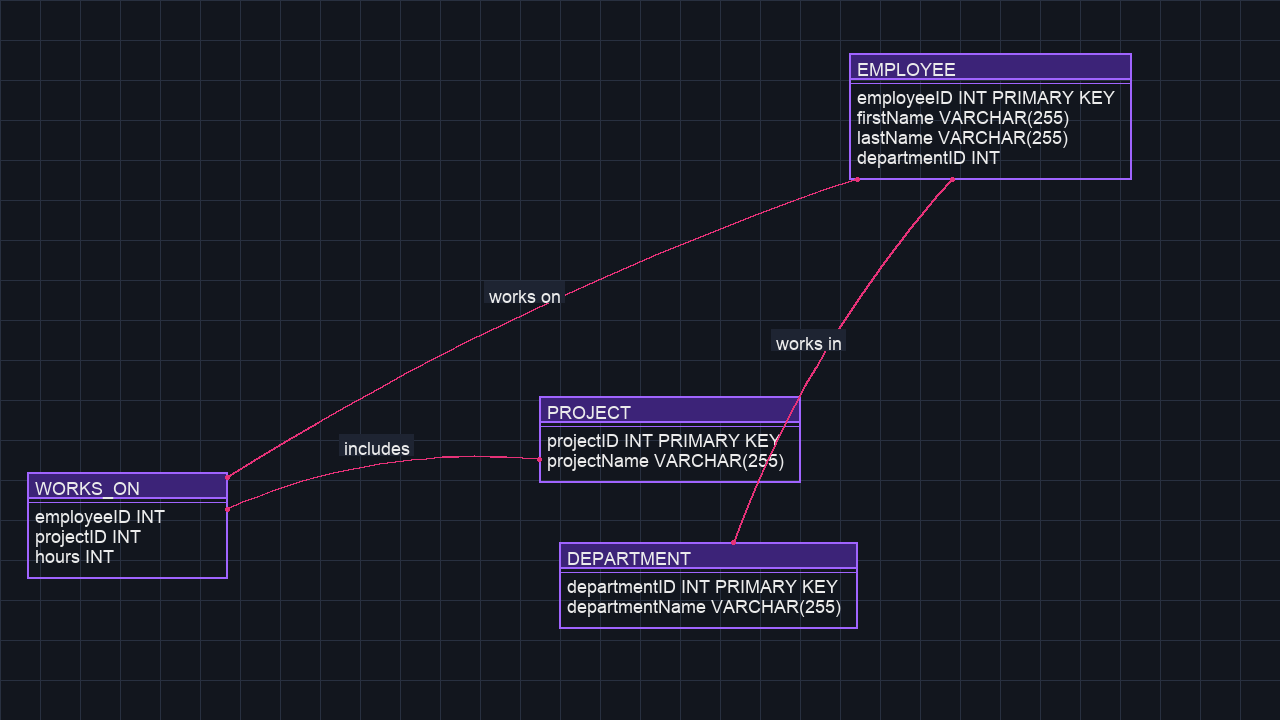 EMPLOYEE
employeeID INT PRIMARY KEY
firstName VARCHAR(255)
lastName VARCHAR(255)
departmentID INT
works on
works in
PROJECT
projectID INT PRIMARY KEY
projectName VARCHAR(255)
includes
WORKS_ON
employeeID INT
projectID INT
hours INT
DEPARTMENT
departmentID INT PRIMARY KEY
departmentName VARCHAR(255)